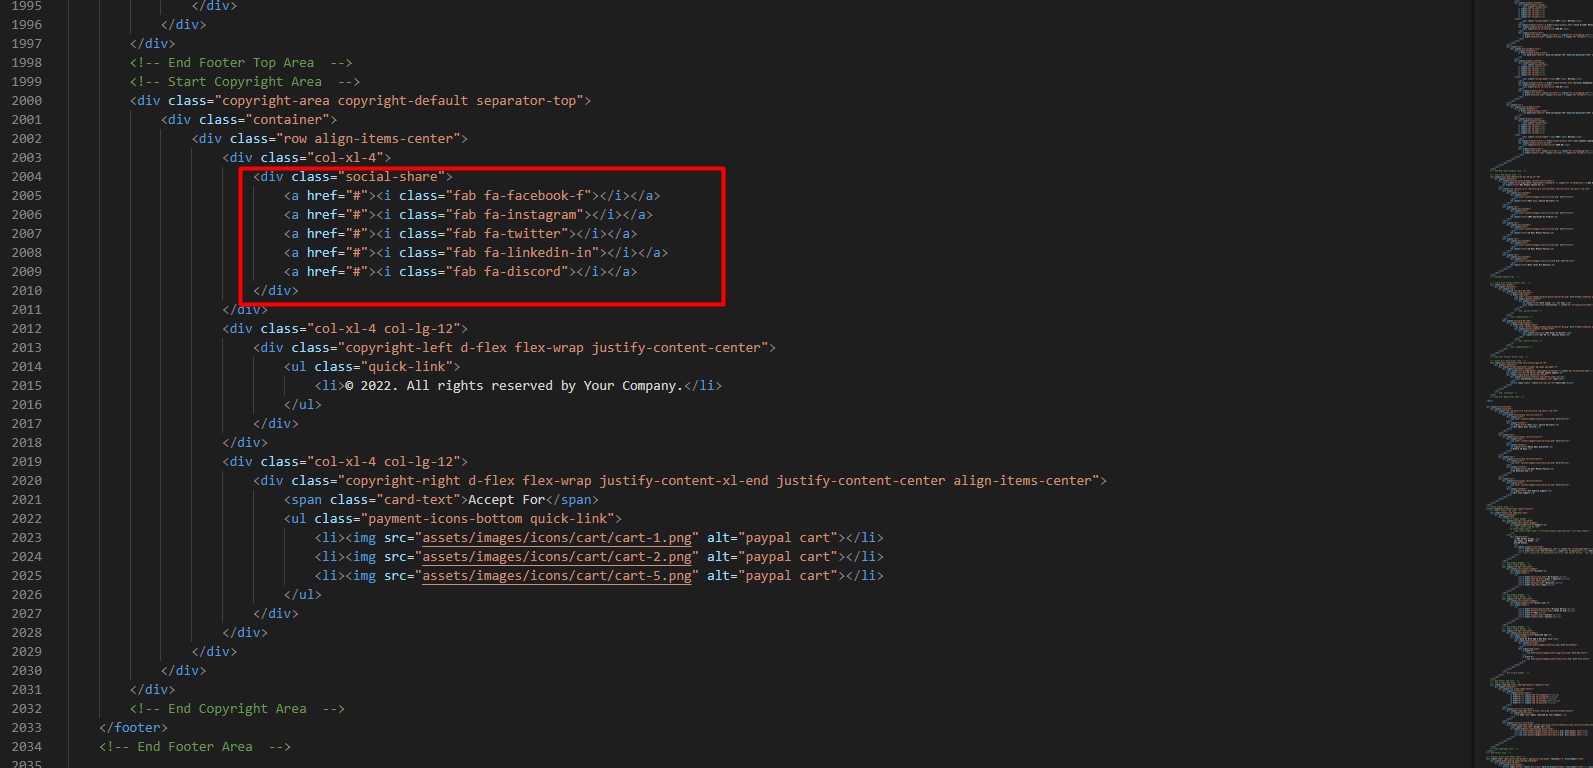 1995 </div>
1996 </div>
1997 </div>
1998 <!-- End Footer Top Area  -->
1999 <!-- Start Copyright Area  -->
2000 <div class="copyright-area copyright-default separator-top">
2001 <div class="container">
2002 <div class="row align-items-center">
2003 <div class="col-xl-4">
2004 <div class="social-share">
2005 <a href="#"><i class="fab fa-facebook-f"></i></a>
2006 <a href="#"><i class="fab fa-instagram"></i></a>
2007 <a href="#"><i class="fab fa-twitter"></i></a>
2008 <a href="#"><i class="fab fa-linkedin-in"></i></a>
2009 <a href="#"><i class="fab fa-discord"></i></a>
2010 </div>
2011 </div>
2012 <div class="col-xl-4 col-lg-12">
2013 <div class="copyright-left d-flex flex-wrap justify-content-center">
2014 <ul class="quick-link">
2015 <li>© 2022. All rights reserved by Your Company.</li>
2016 </ul>
2017 </div>
2018 </div>
2019 <div class="col-xl-4 col-lg-12">
2020 <div class="copyright-right d-flex flex-wrap justify-content-xl-end justify-content-center align-items-center">
2021 <span class="card-text">Accept For</span>
2022 <ul class="payment-icons-bottom quick-link">
2023 <li><img src="assets/images/icons/cart/cart-1.png" alt="paypal cart"></li>
2024 <li><img src="assets/images/icons/cart/cart-2.png" alt="paypal cart"></li>
2025 <li><img src="assets/images/icons/cart/cart-5.png" alt="paypal cart"></li>
2026 </ul>
2027 </div>
2028 </div>
2029 </div>
2030 </div>
2031 </div>
2032 <!-- End Copyright Area  -->
2033 </footer>
2034 <!-- End Footer Area  -->
2035